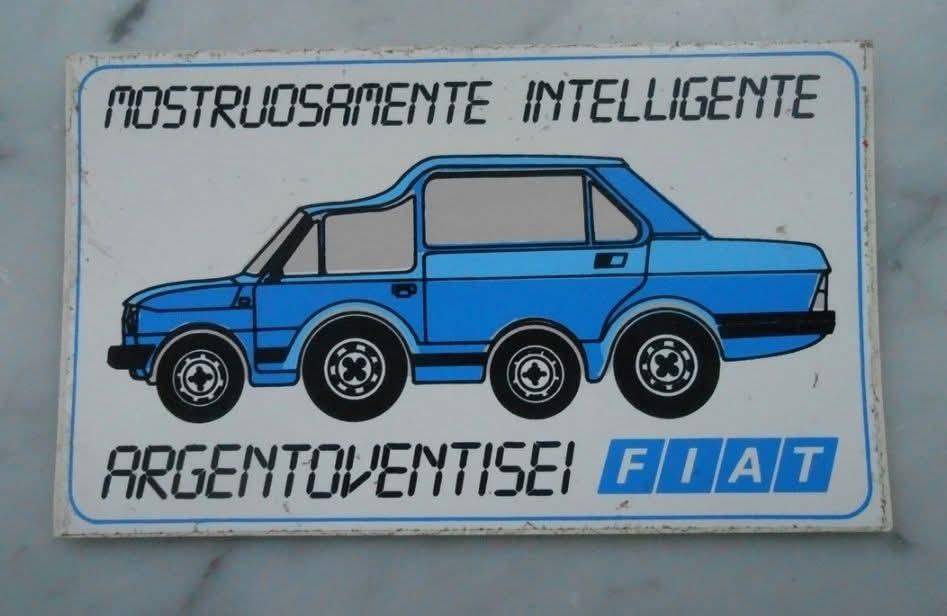 MOSTRUOSAMENTE INTELLIGENTE
ARGENTOVENTISEI FIAT